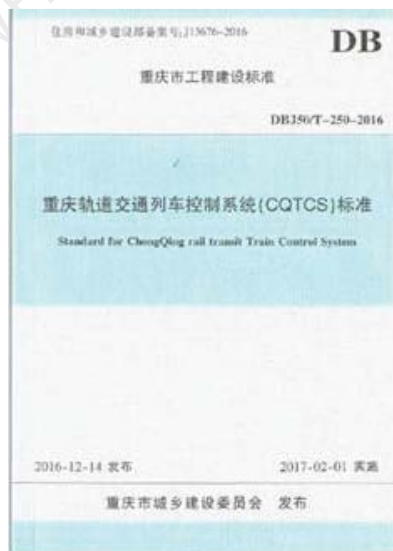 住房和城乡建设部备案号:J13676-2016
DB
重庆市工程建设标准
DBJ50/T-250-2016
重庆轨道交通列车控制系统(CQTCS)标准
Standard for ChongQing rail transit Train Control System
2016-12-14 发布
2017-02-01 实施
重庆市城乡建设委员会 发布